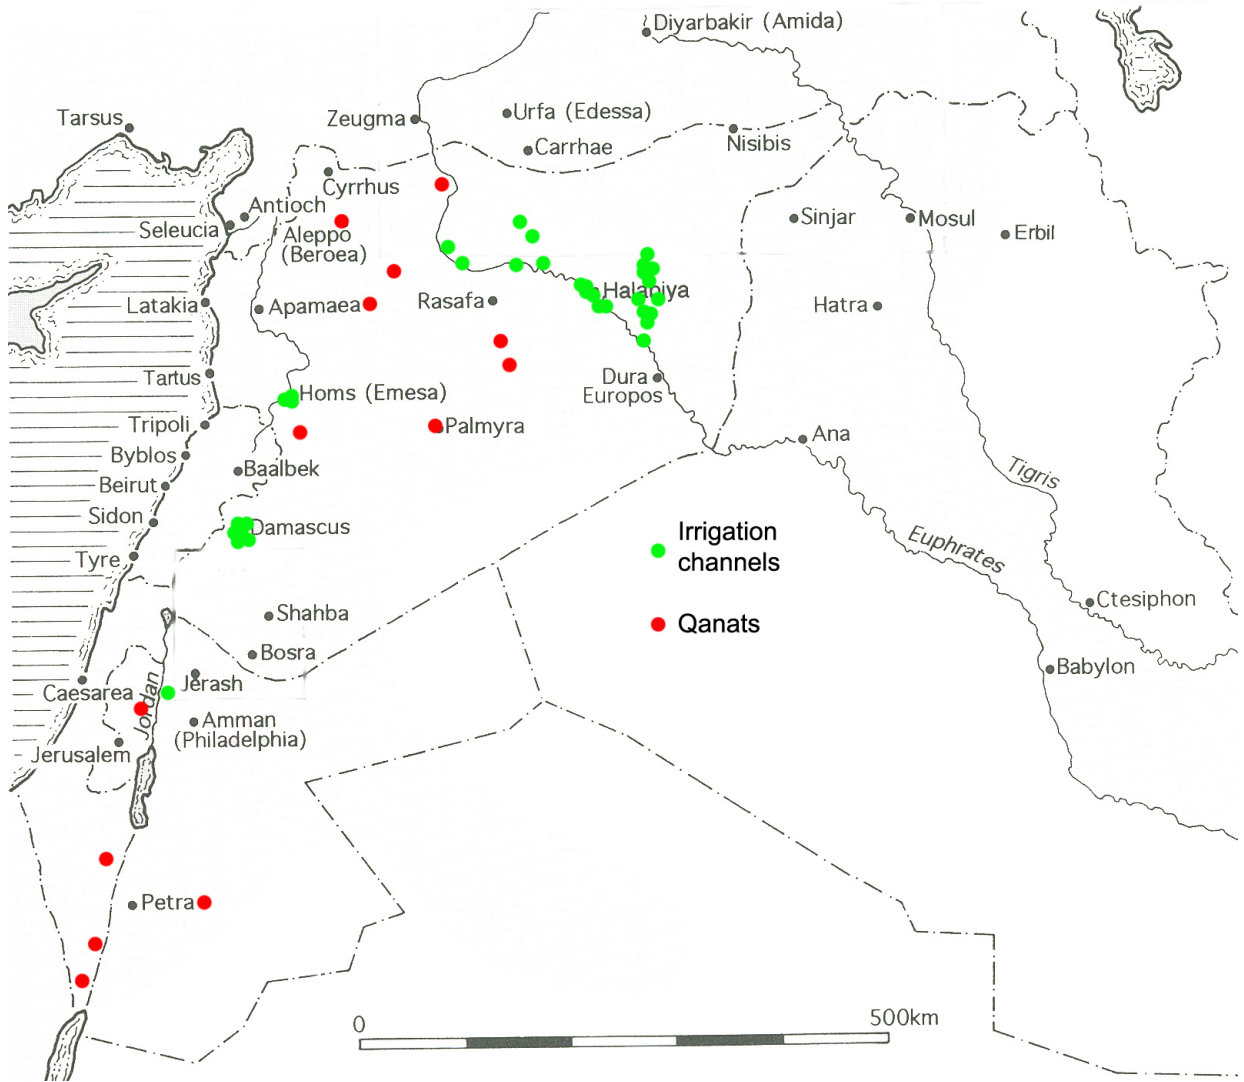 Diyarbakir (Amida)
Tarsus
Zeugma
Urfa (Edessa)
Carrhae
Nisibis
Cyrrhus
Antioch
Seleucia
Aleppo
(Beroea)
Sinjar
Mosul
Erbil
Latakia
Apamaea
Rasafa
Halabiya
Hatra
Tartus
Homs (Emesa)
Dura
Europos
Tripoli
Palmyra
Ana
Byblos
Baalbek
Beirut
Tigris
Sidon
Damascus
Irrigation
channels
Euphrates
Tyre
Shahba
Qanats
Ctesiphon
Bosra
Babylon
Caesarea
Jerash
Jordan
Amman
(Philadelphia)
Jerusalem
Petra
0
500km